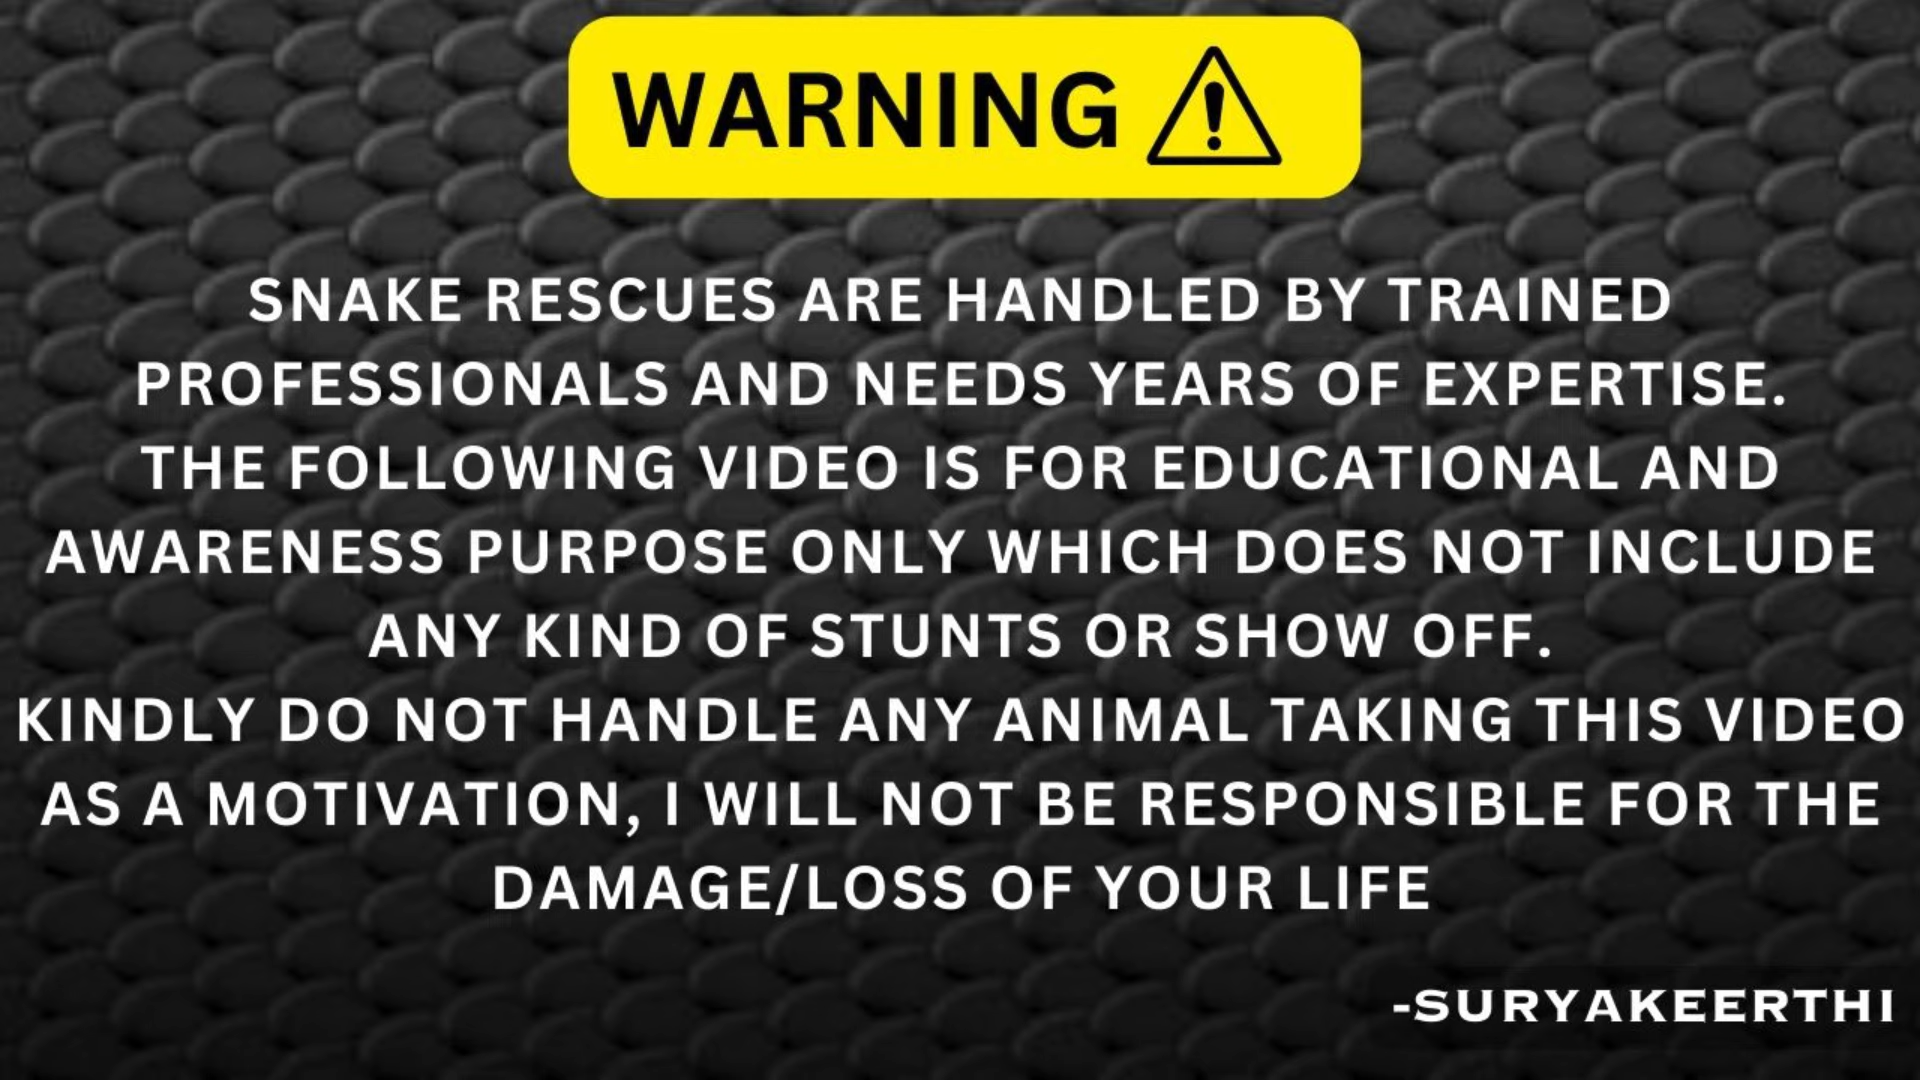 WARNING
SNAKE RESCUES ARE HANDLED BY TRAINED
PROFESSIONALS AND NEEDS YEARS OF EXPERTISE.
THE FOLLOWING VIDEO IS FOR EDUCATIONAL AND
AWARENESS PURPOSE ONLY WHICH DOES NOT INCLUDE
ANY KIND OF STUNTS OR SHOW OFF.
KINDLY DO NOT HANDLE ANY ANIMAL TAKING THIS VIDEO
AS A MOTIVATION, I WILL NOT BE RESPONSIBLE FOR THE
DAMAGE/LOSS OF YOUR LIFE
-SURYAKEERTHI